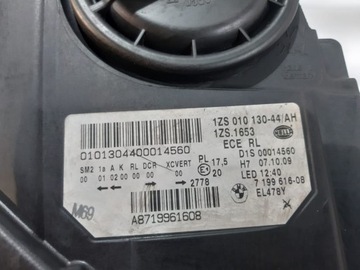 1ZS 010 130-44/AH
1ZS.1653
ECE RL
0101304400014560
D1S 00014560
SM2 1a A K RL DCR XCVERT
PL 17,5
H7 07.10.09
00 01 02 00 00 00 00
E1 20
LED 12:40
2778
7 199 616-08
EL478Y
M69
A8719961608